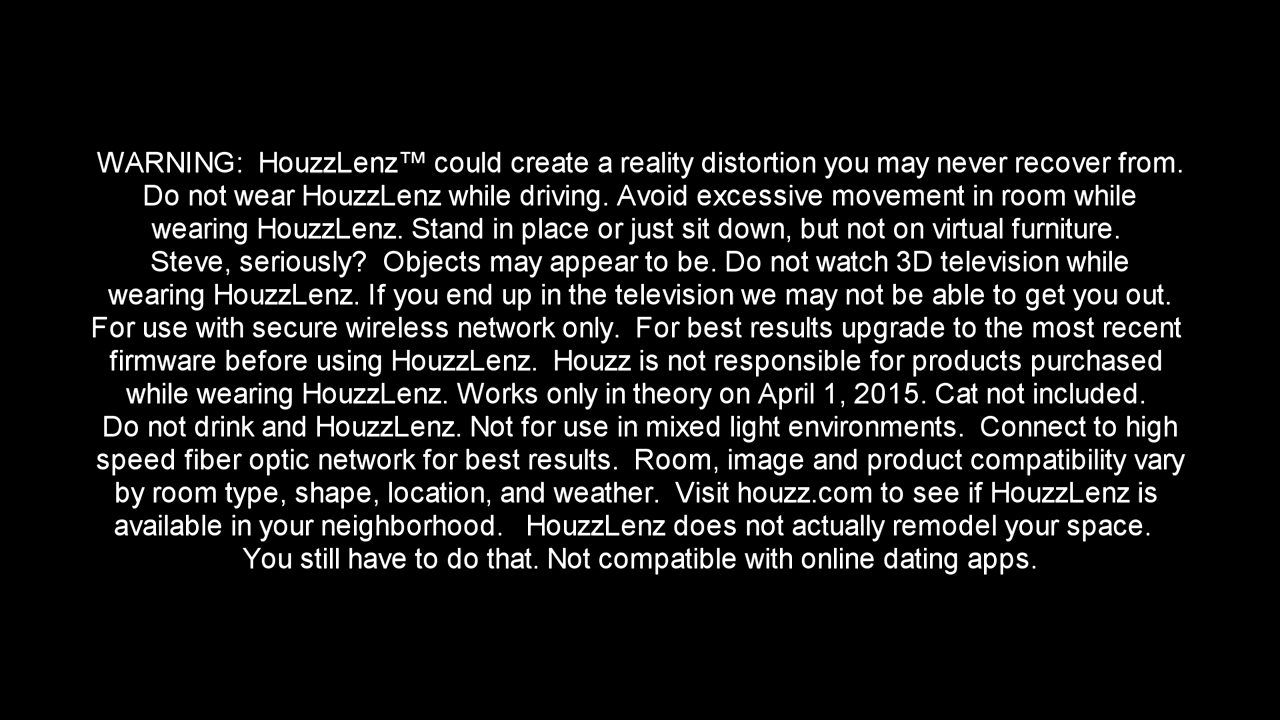 WARNING:  HouzzLenz™ could create a reality distortion you may never recover from.
Do not wear HouzzLenz while driving. Avoid excessive movement in room while
wearing HouzzLenz. Stand in place or just sit down, but not on virtual furniture.
Steve, seriously?  Objects may appear to be. Do not watch 3D television while
wearing HouzzLenz. If you end up in the television we may not be able to get you out.
For use with secure wireless network only.  For best results upgrade to the most recent
firmware before using HouzzLenz.  Houzz is not responsible for products purchased
while wearing HouzzLenz. Works only in theory on April 1, 2015. Cat not included.
Do not drink and HouzzLenz. Not for use in mixed light environments.  Connect to high
speed fiber optic network for best results.  Room, image and product compatibility vary
by room type, shape, location, and weather.  Visit houzz.com to see if HouzzLenz is
available in your neighborhood.   HouzzLenz does not actually remodel your space.
You still have to do that. Not compatible with online dating apps.